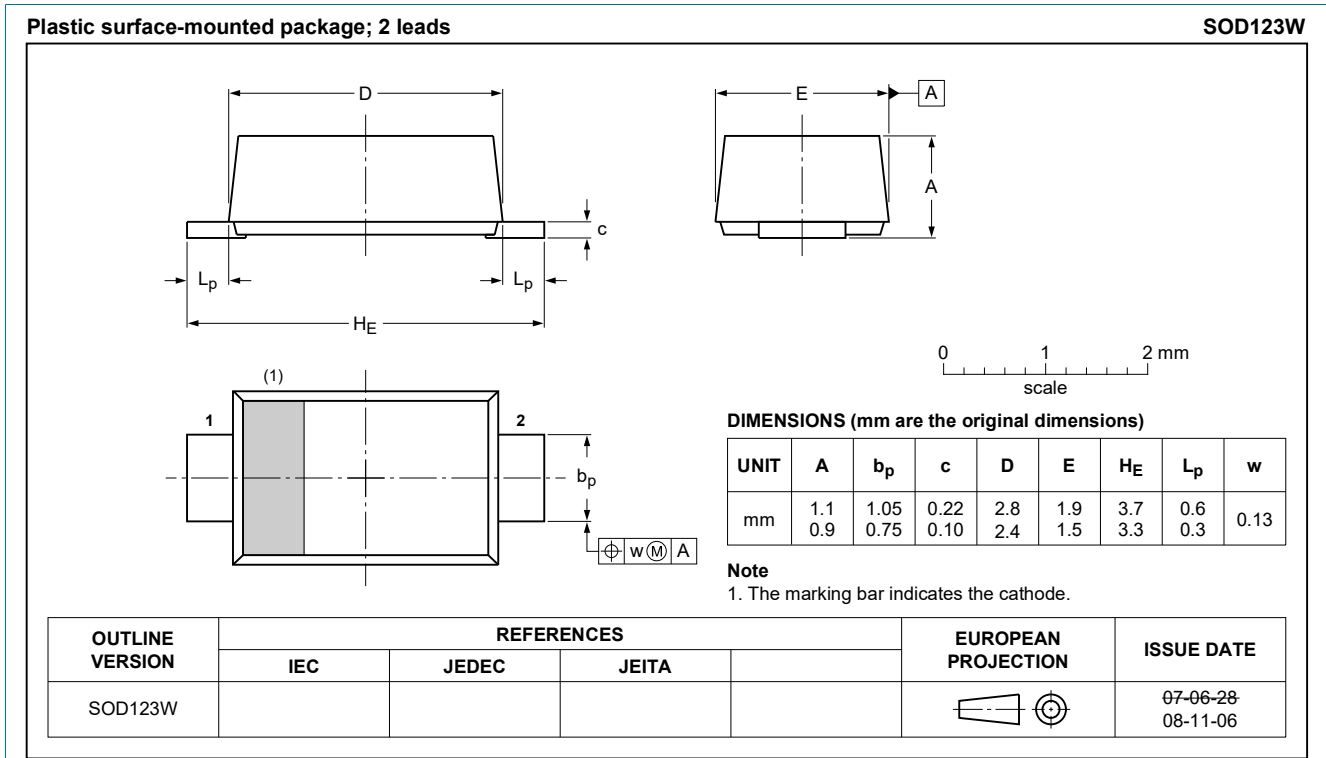 Plastic surface-mounted package; 2 leads SOD123W
D
E A
A
c
Lp Lp
HE
(1)
1 2
bp
w M A
0 1 2 mm
scale
DIMENSIONS (mm are the original dimensions)
UNIT A bp c D E HE Lp w
mm 1.1 0.9 1.05 0.75 0.22 0.10 2.8 2.4 1.9 1.5 3.7 3.3 0.6 0.3 0.13
Note
1. The marking bar indicates the cathode.
OUTLINE VERSION REFERENCES EUROPEAN PROJECTION ISSUE DATE
IEC JEDEC JEITA
SOD123W 07-06-28
08-11-06